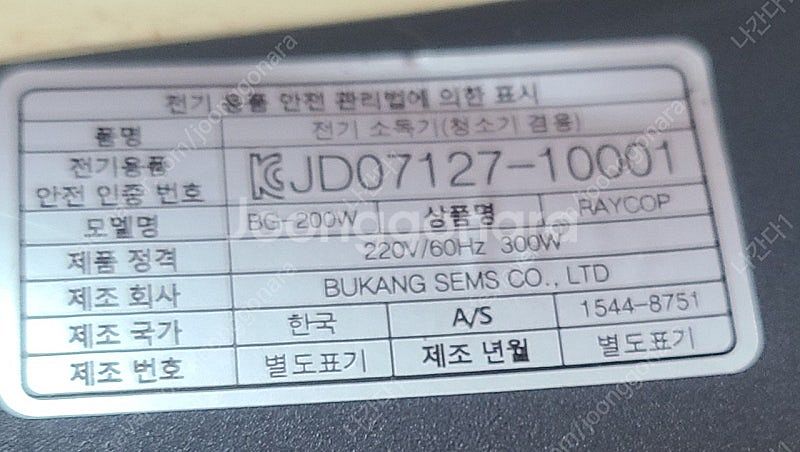 전기 용품 안전 관리법에 의한 표시
품명 전기 소독기(청소기 겸용)
전기용품 안전 인증 번호 JD07127-10001
모델명 BG-200W 상품명 RAYCOP
제품 정격 220V/60Hz 300W
제조 회사 BUKANG SEMS CO., LTD
제조 국가 한국 A/S 1544-8751
제조 번호 별도표기 제조 년월 별도표기
Joonggonara